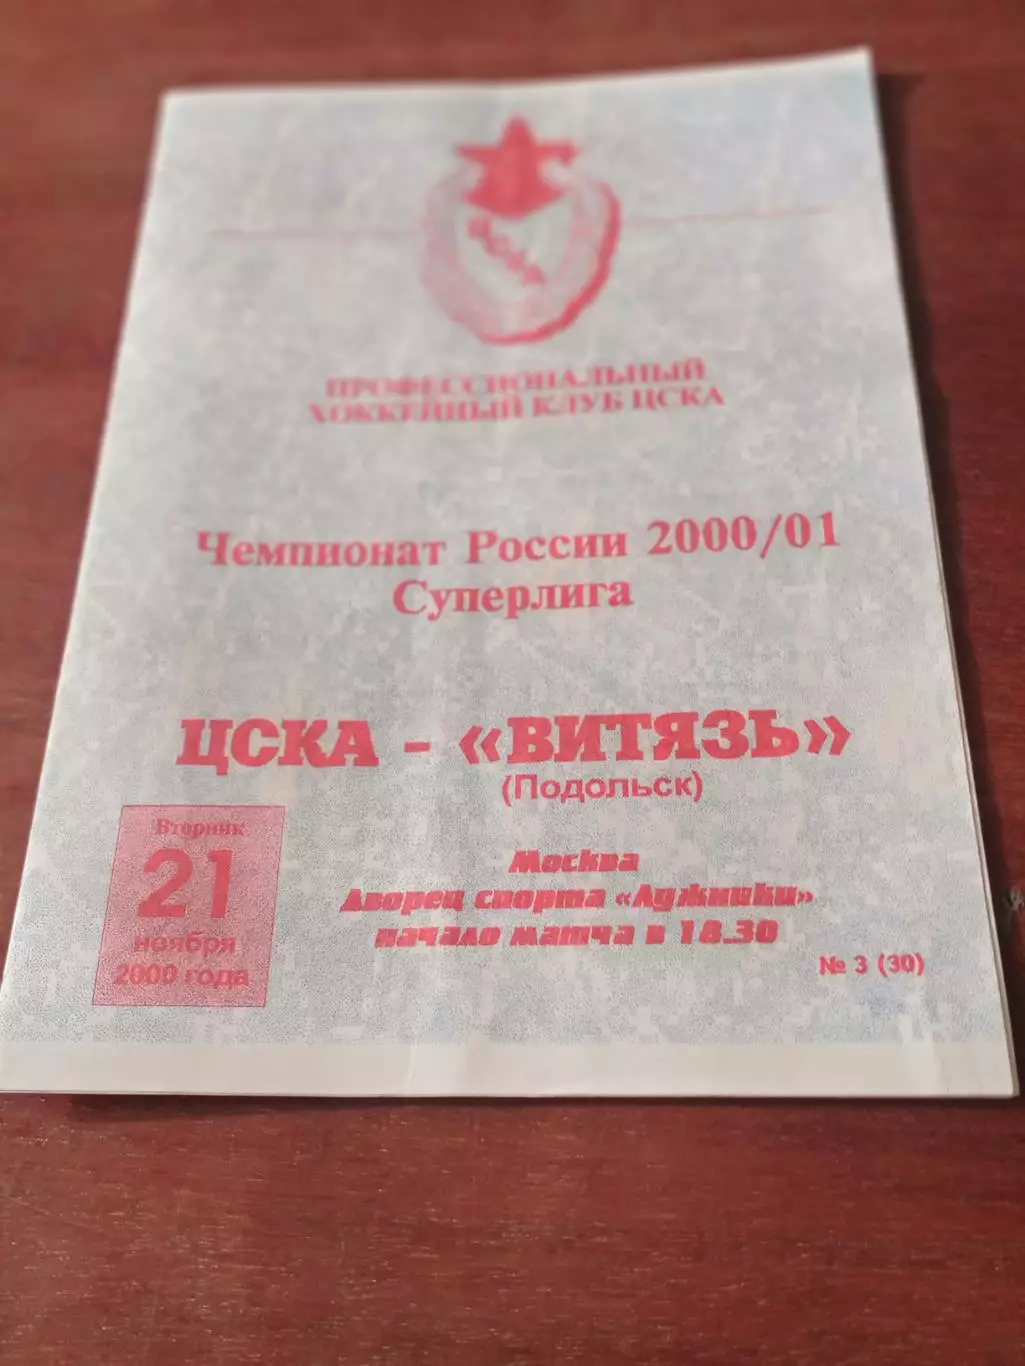 ЦСКА
ПРОФЕССИОНАЛЬНЫЙ
ХОККЕЙНЫЙ КЛУБ ЦСКА
Чемпионат России 2000/01
Суперлига
ЦСКА - «ВИТЯЗЬ»
(Подольск)
Вторник
21
ноября
2000 года
Москва
Дворец спорта «Лужники»
начало матча в 18.30
№ 3 (30)